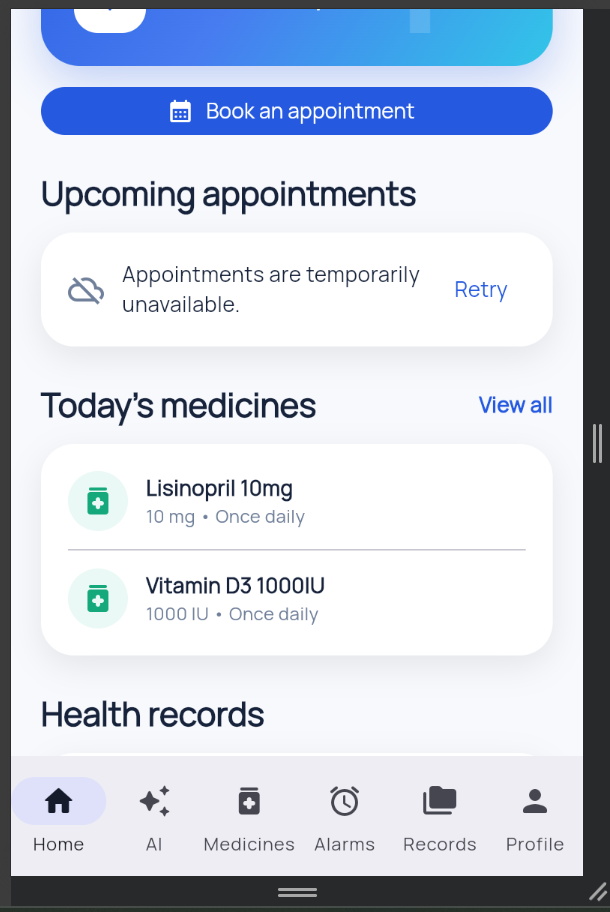 Book an appointment
Upcoming appointments
Appointments are temporarily
unavailable.
Retry
Today's medicines
View all
Lisinopril 10mg
10 mg • Once daily
Vitamin D3 1000IU
1000 IU • Once daily
Health records
Home
AI
Medicines
Alarms
Records
Profile